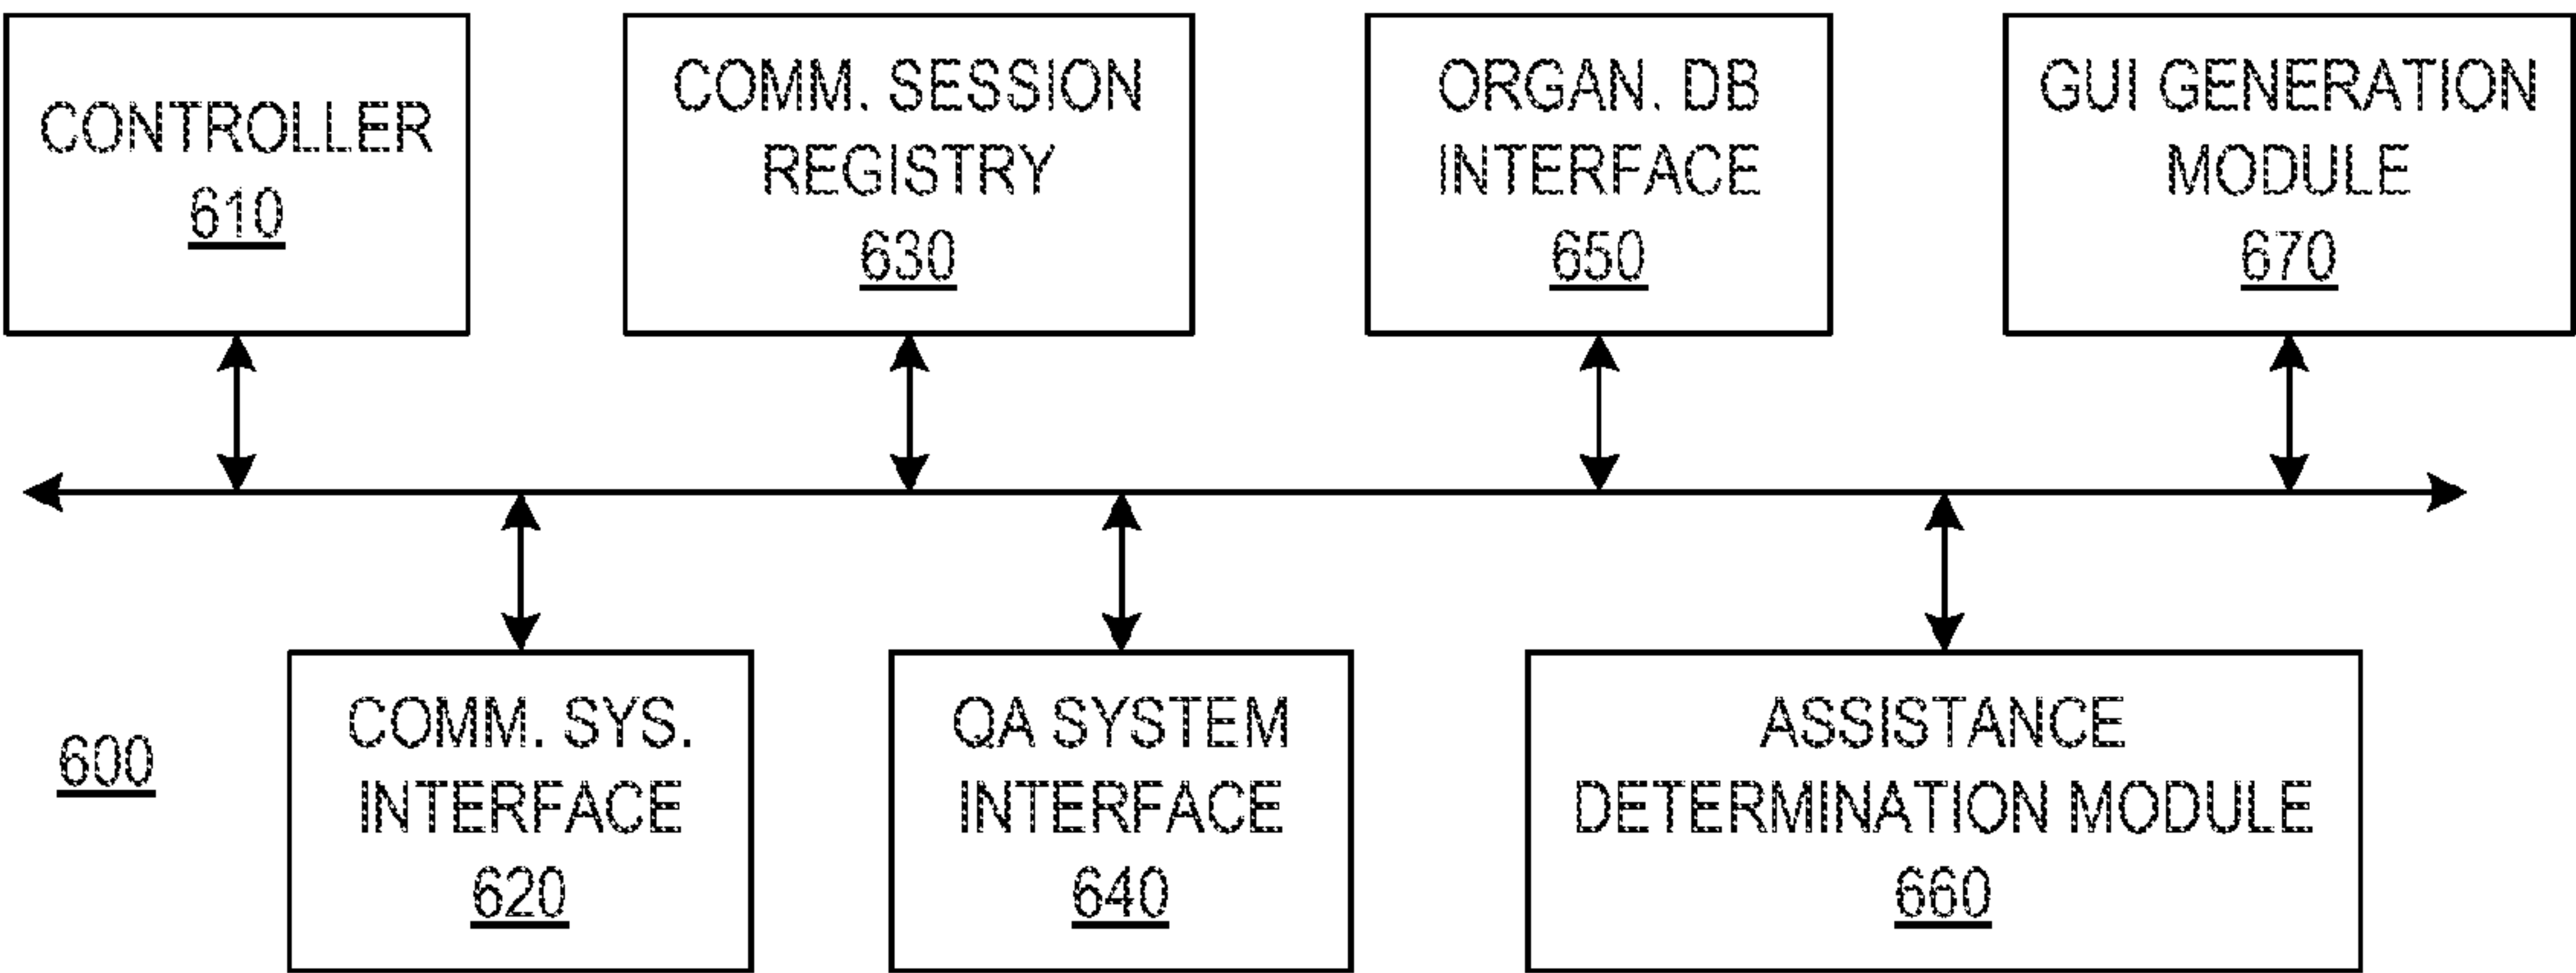 CONTROLLER
610
COMM. SESSION
REGISTRY
630
ORGAN. DB
INTERFACE
650
GUI GENERATION
MODULE
670
600
COMM. SYS.
INTERFACE
620
QA SYSTEM
INTERFACE
640
ASSISTANCE
DETERMINATION MODULE
660